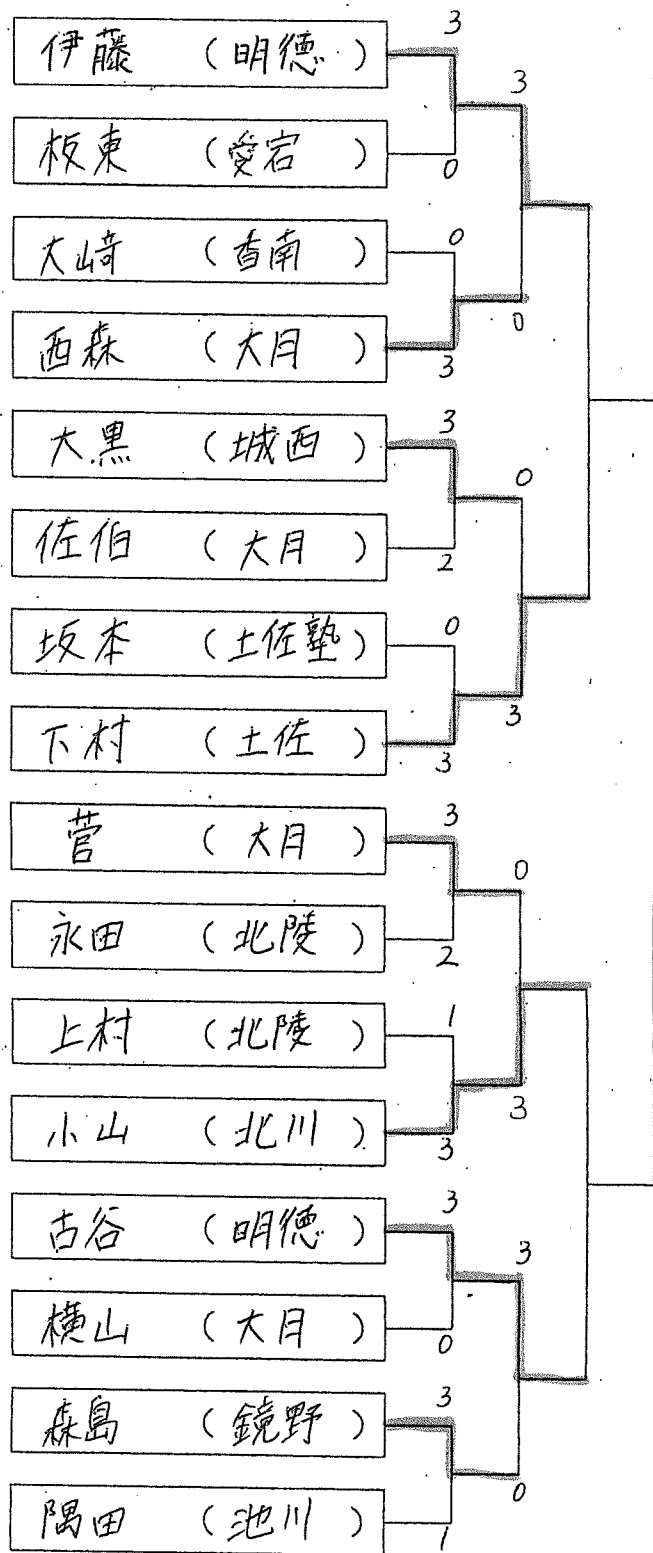 伊藤 (明徳)
3
3
板東 (愛宕)
0
大﨑 (香南)
0
0
西森 (大月)
3
大黒 (城西)
3
0
佐伯 (大月)
2
坂本 (土佐塾)
0
3
下村 (土佐)
3
菅 (大月)
3
0
永田 (北陵)
2
上村 (北陵)
1
3
小山 (北川)
3
古谷 (明徳)
3
3
横山 (大月)
0
森島 (鏡野)
3
0
隅田 (池川)
1